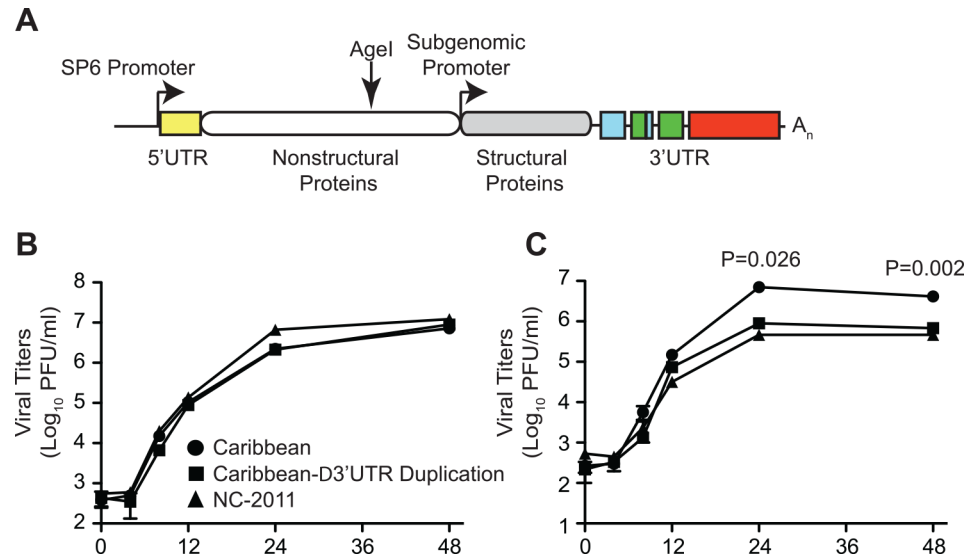 A
SP6 Promoter
AgeI
Subgenomic
Promoter
An
5'UTR
Nonstructural
Proteins
Structural
Proteins
3'UTR
B
Viral Titers
(Log10 PFU/ml)
8
7
6
5
4
3
2
0
12
24
36
48
Caribbean
Caribbean-D3'UTR Duplication
NC-2011
C
Viral Titers
(Log10 PFU/ml)
7
6
5
4
3
2
1
0
12
24
36
48
P=0.026
P=0.002